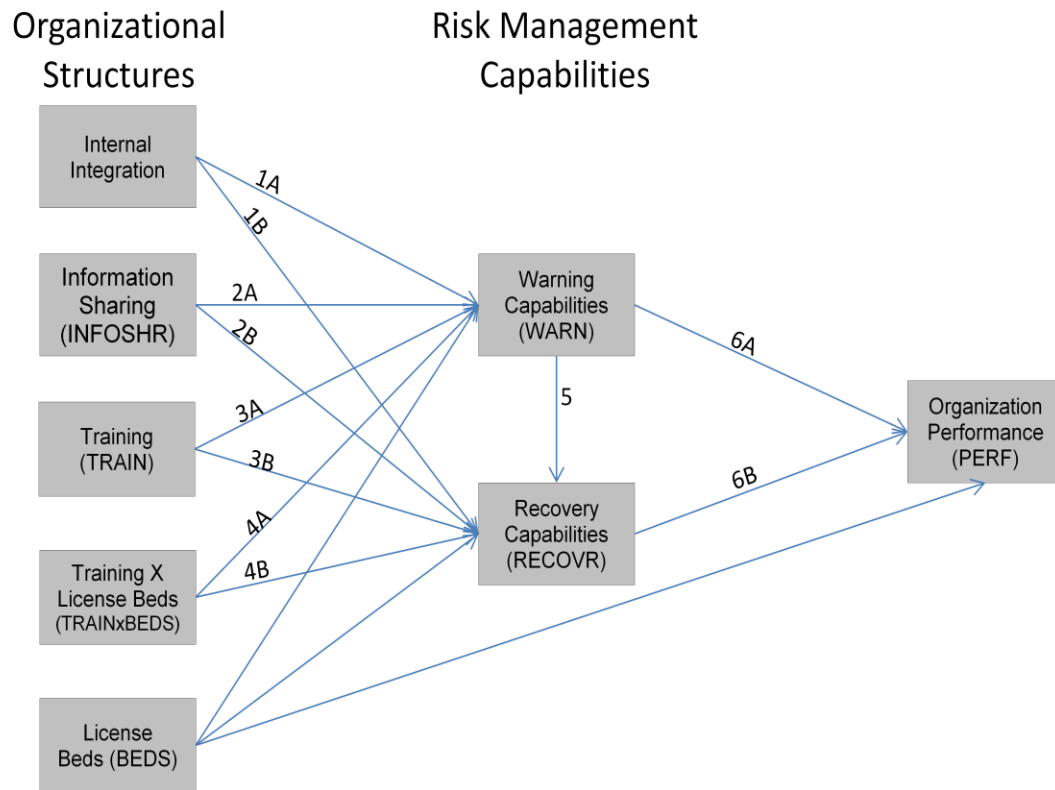 Organizational
Structures
Risk Management
Capabilities
Internal
Integration
1A
1B
Information
Sharing
(INFOSHR)
2A
2B
Warning
Capabilities
(WARN)
6A
Training
(TRAIN)
3A
3B
5
Organization
Performance
(PERF)
Recovery
Capabilities
(RECOVR)
6B
Training X
License Beds
(TRAINxBEDS)
4A
4B
License
Beds (BEDS)